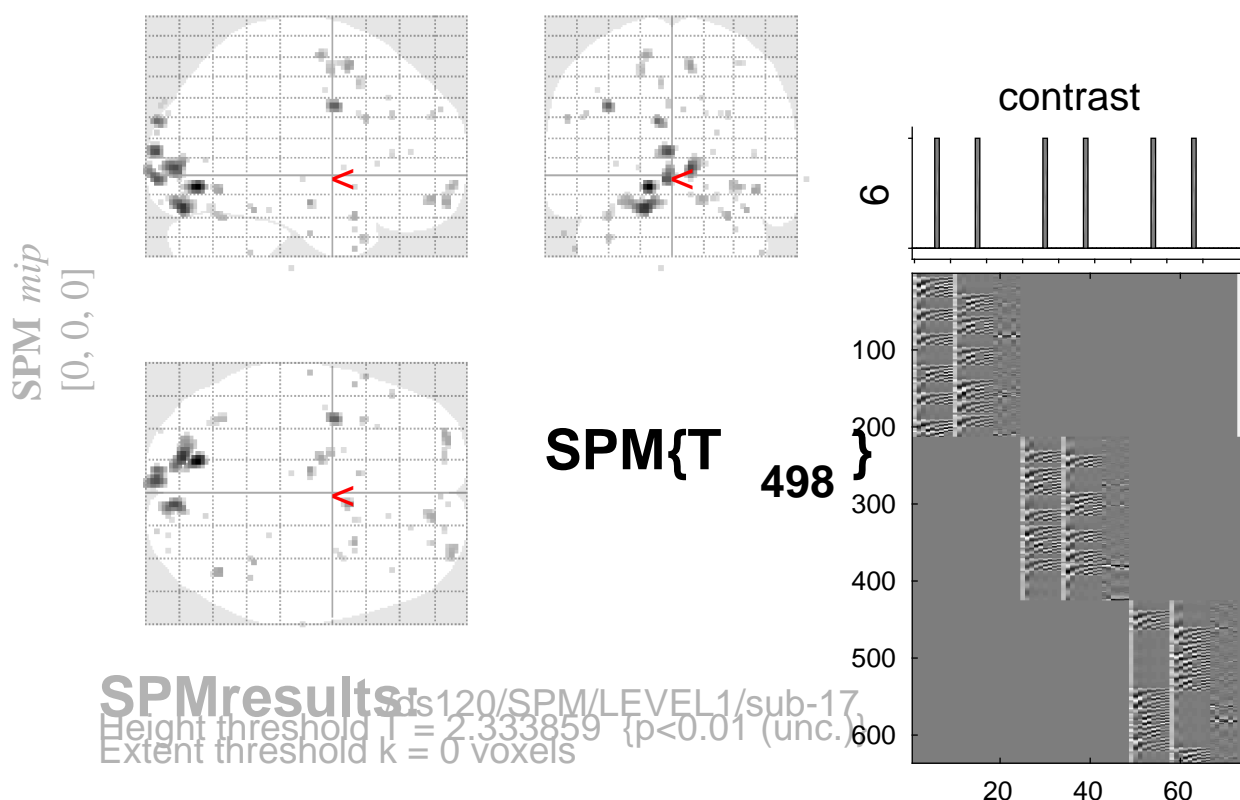 SPM mip
[0, 0, 0]
<
<
<
SPM{T498}
contrast
6
100
200
300
400
500
600
20
40
60
SPMresults: /ds120/SPM/LEVEL1/sub-17
Height threshold T = 2.333859 {p<0.01 (unc.)}
Extent threshold k = 0 voxels